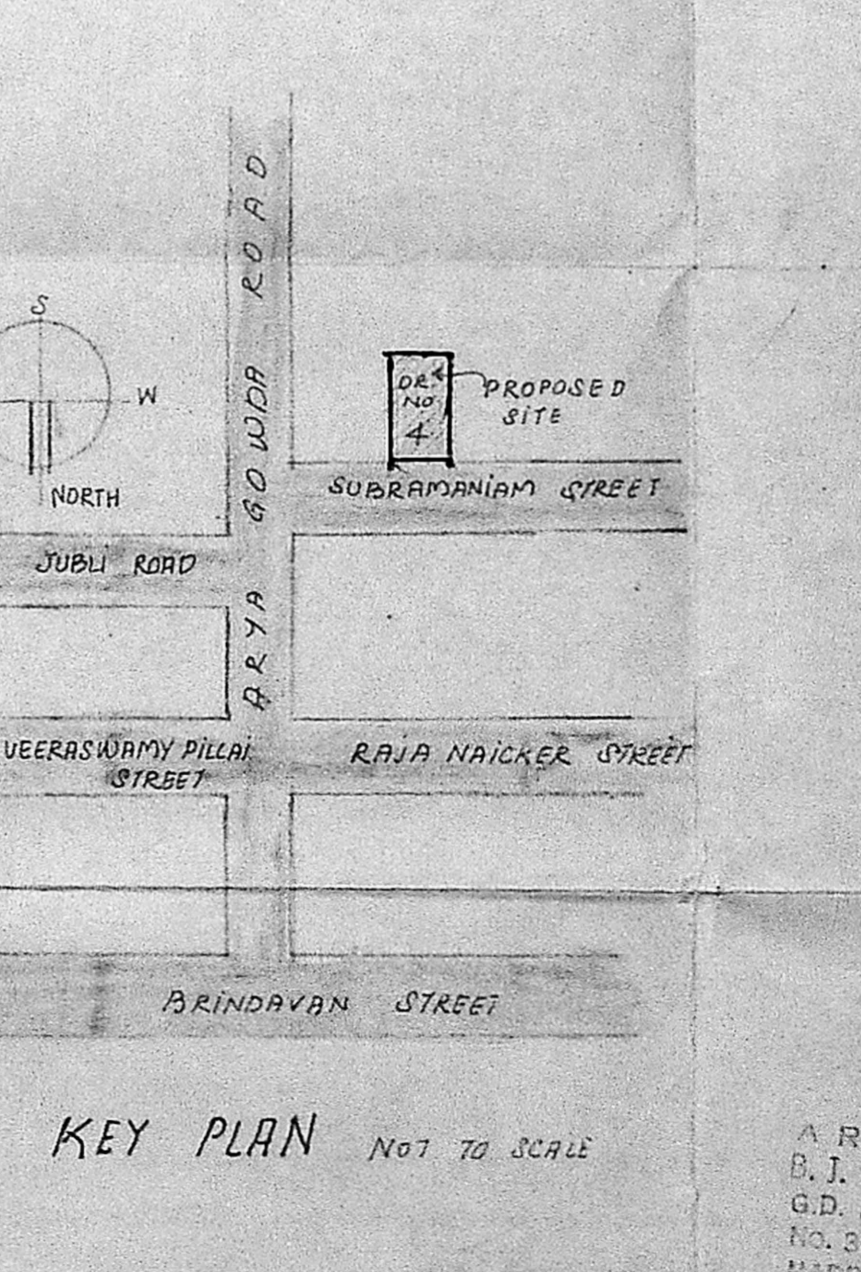 ARYA GOWDA ROAD
S
W
NORTH
DR.
NO
4
PROPOSED
SITE
SUBRAMANIAM STREET
JUBLI ROAD
VEERASWAMY PILLAI
STREET
RAJA NAICKER STREET
BRINDAVAN STREET
KEY PLAN NOT TO SCALE
A R
B. J.
G.D.
NO. 3